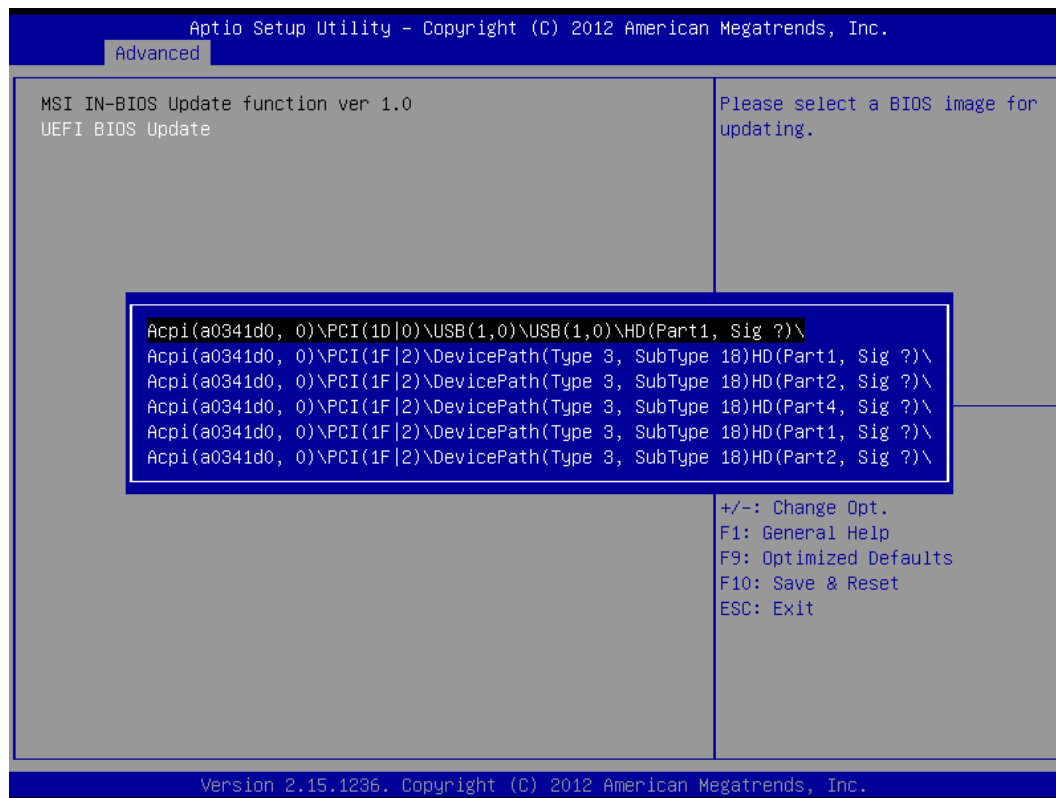 Aptio Setup Utility – Copyright (C) 2012 American Megatrends, Inc.
Advanced
MSI IN-BIOS Update function ver 1.0
UEFI BIOS Update
Please select a BIOS image for
updating.
Acpi(a0341d0, 0)\PCI(1D|0)\USB(1,0)\USB(1,0)\HD(Part1, Sig ?)\
Acpi(a0341d0, 0)\PCI(1F|2)\DevicePath(Type 3, SubType 18)HD(Part1, Sig ?)\
Acpi(a0341d0, 0)\PCI(1F|2)\DevicePath(Type 3, SubType 18)HD(Part2, Sig ?)\
Acpi(a0341d0, 0)\PCI(1F|2)\DevicePath(Type 3, SubType 18)HD(Part4, Sig ?)\
Acpi(a0341d0, 0)\PCI(1F|2)\DevicePath(Type 3, SubType 18)HD(Part1, Sig ?)\
Acpi(a0341d0, 0)\PCI(1F|2)\DevicePath(Type 3, SubType 18)HD(Part2, Sig ?)\
+/-: Change Opt.
F1: General Help
F9: Optimized Defaults
F10: Save & Reset
ESC: Exit
Version 2.15.1236. Copyright (C) 2012 American Megatrends, Inc.